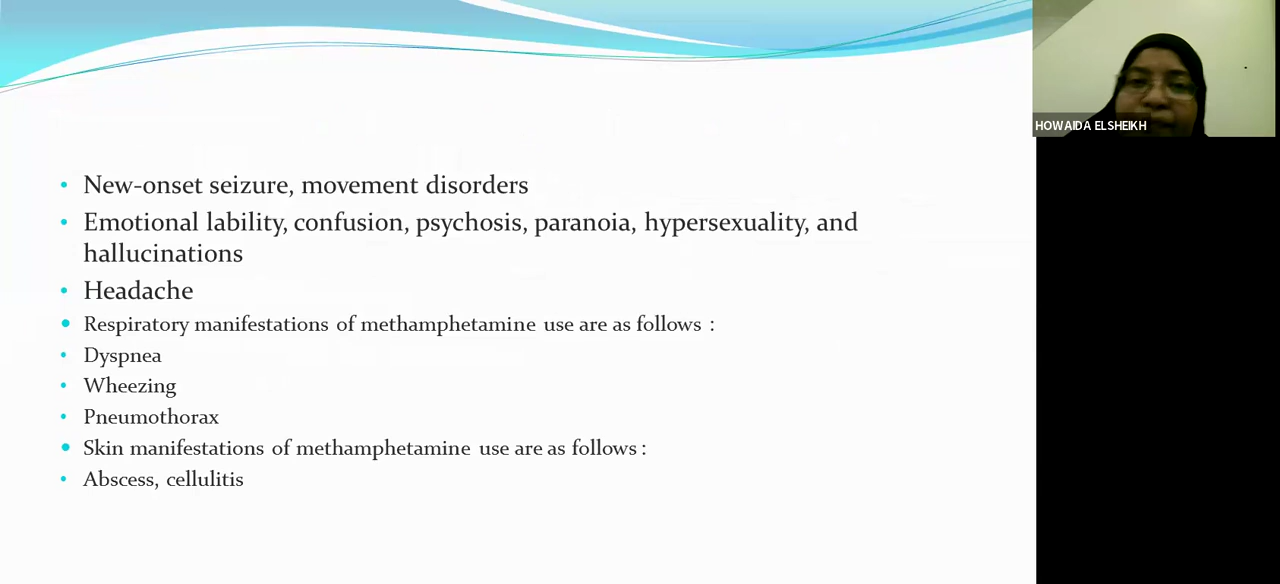 New-onset seizure, movement disorders
Emotional lability, confusion, psychosis, paranoia, hypersexuality, and
hallucinations
Headache
Respiratory manifestations of methamphetamine use are as follows :
Dyspnea
Wheezing
Pneumothorax
Skin manifestations of methamphetamine use are as follows :
Abscess, cellulitis
HOWAIDA ELSHEIKH